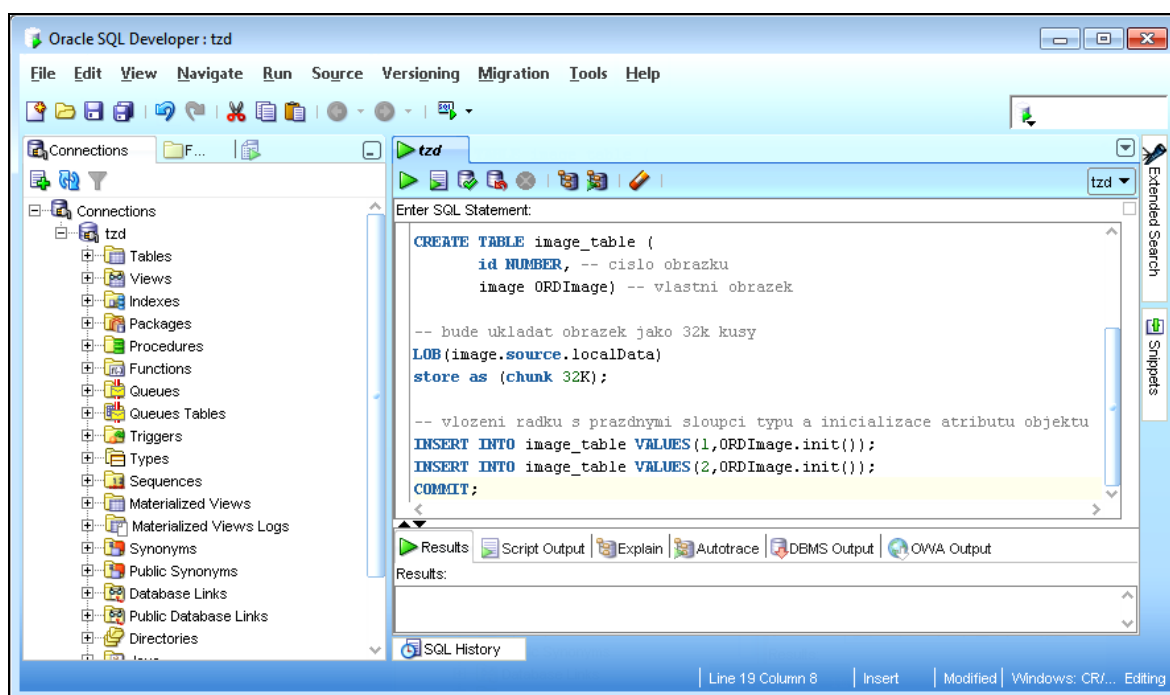 Oracle SQL Developer : tzd
File Edit View Navigate Run Source Versioning Migration Tools Help
Connections F...
Connections
tzd
Tables
Views
Indexes
Packages
Procedures
Functions
Queues
Queues Tables
Triggers
Types
Sequences
Materialized Views
Materialized Views Logs
Synonyms
Public Synonyms
Database Links
Public Database Links
Directories
tzd
tzd
Enter SQL Statement:
CREATE TABLE image_table (
id NUMBER, -- cislo obrazku
image ORDImage) -- vlastni obrazek
-- bude ukladat obrazek jako 32k kusy
LOB(image.source.localData)
store as (chunk 32K);
-- vlozeni radku s prazdnymi sloupci typu a inicializace atributu objektu
INSERT INTO image_table VALUES(1,ORDImage.init());
INSERT INTO image_table VALUES(2,ORDImage.init());
COMMIT;
Results Script Output Explain Autotrace DBMS Output OWA Output
Results:
SQL History
Extended Search
Snippets
Line 19 Column 8 Insert Modified Windows: CR/... Editing